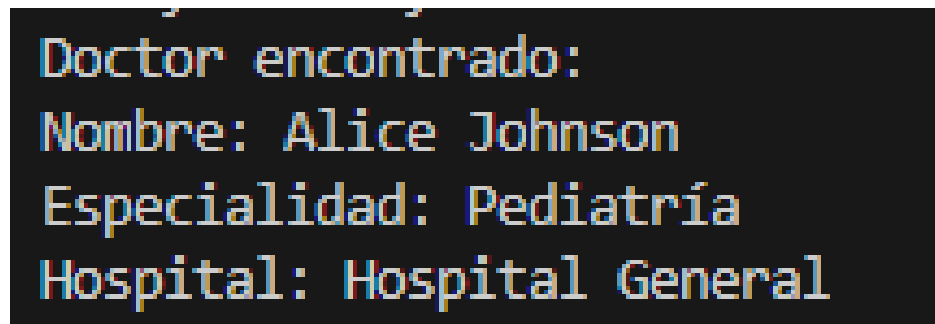 Doctor encontrado:
Nombre: Alice Johnson
Especialidad: Pediatría
Hospital: Hospital General